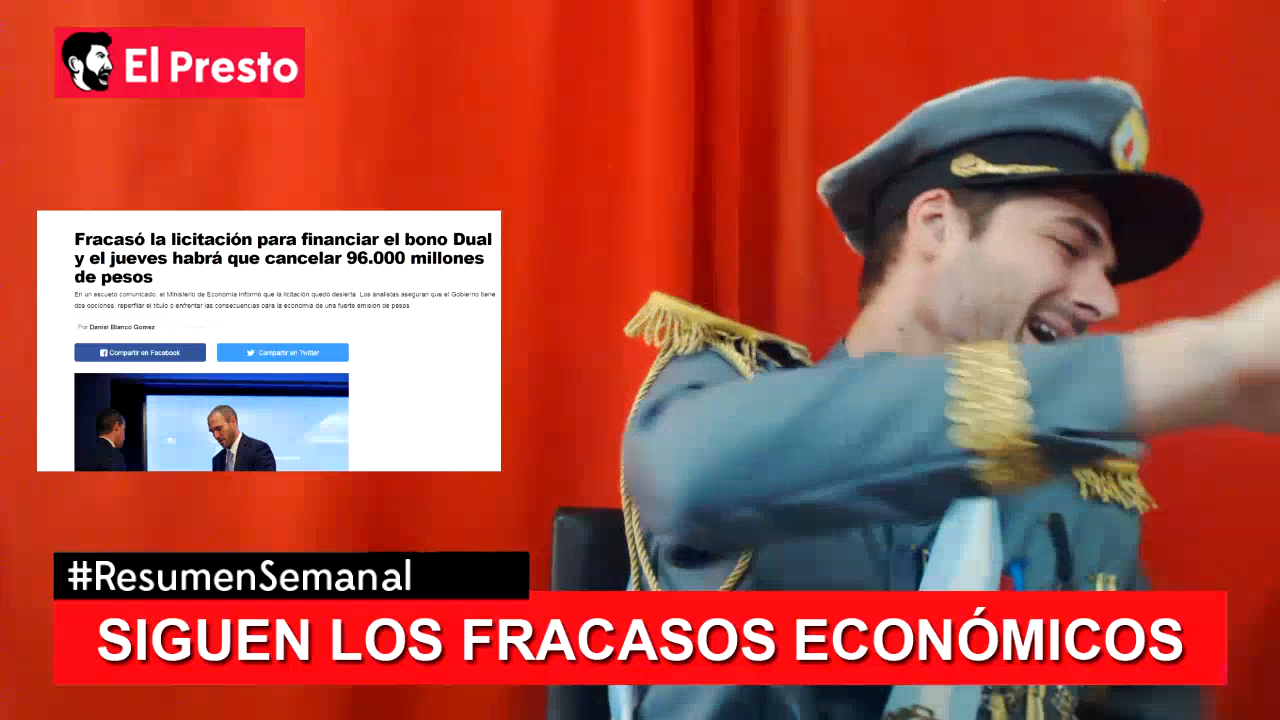 El Presto
Fracasó la licitación para financiar el bono Dual
y el jueves habrá que cancelar 96.000 millones
de pesos
En un escueto comunicado, el Ministerio de Economía informó que la licitación quedó desierta. Los analistas aseguran que el Gobierno tiene
dos opciones, reperfilar el título o enfrentar las consecuencias para la economía de una fuerte emisión de pesos
Por Daniel Blanco Gómez
Compartir en Facebook
Compartir en Twitter
#ResumenSemanal
SIGUEN LOS FRACASOS ECONÓMICOS